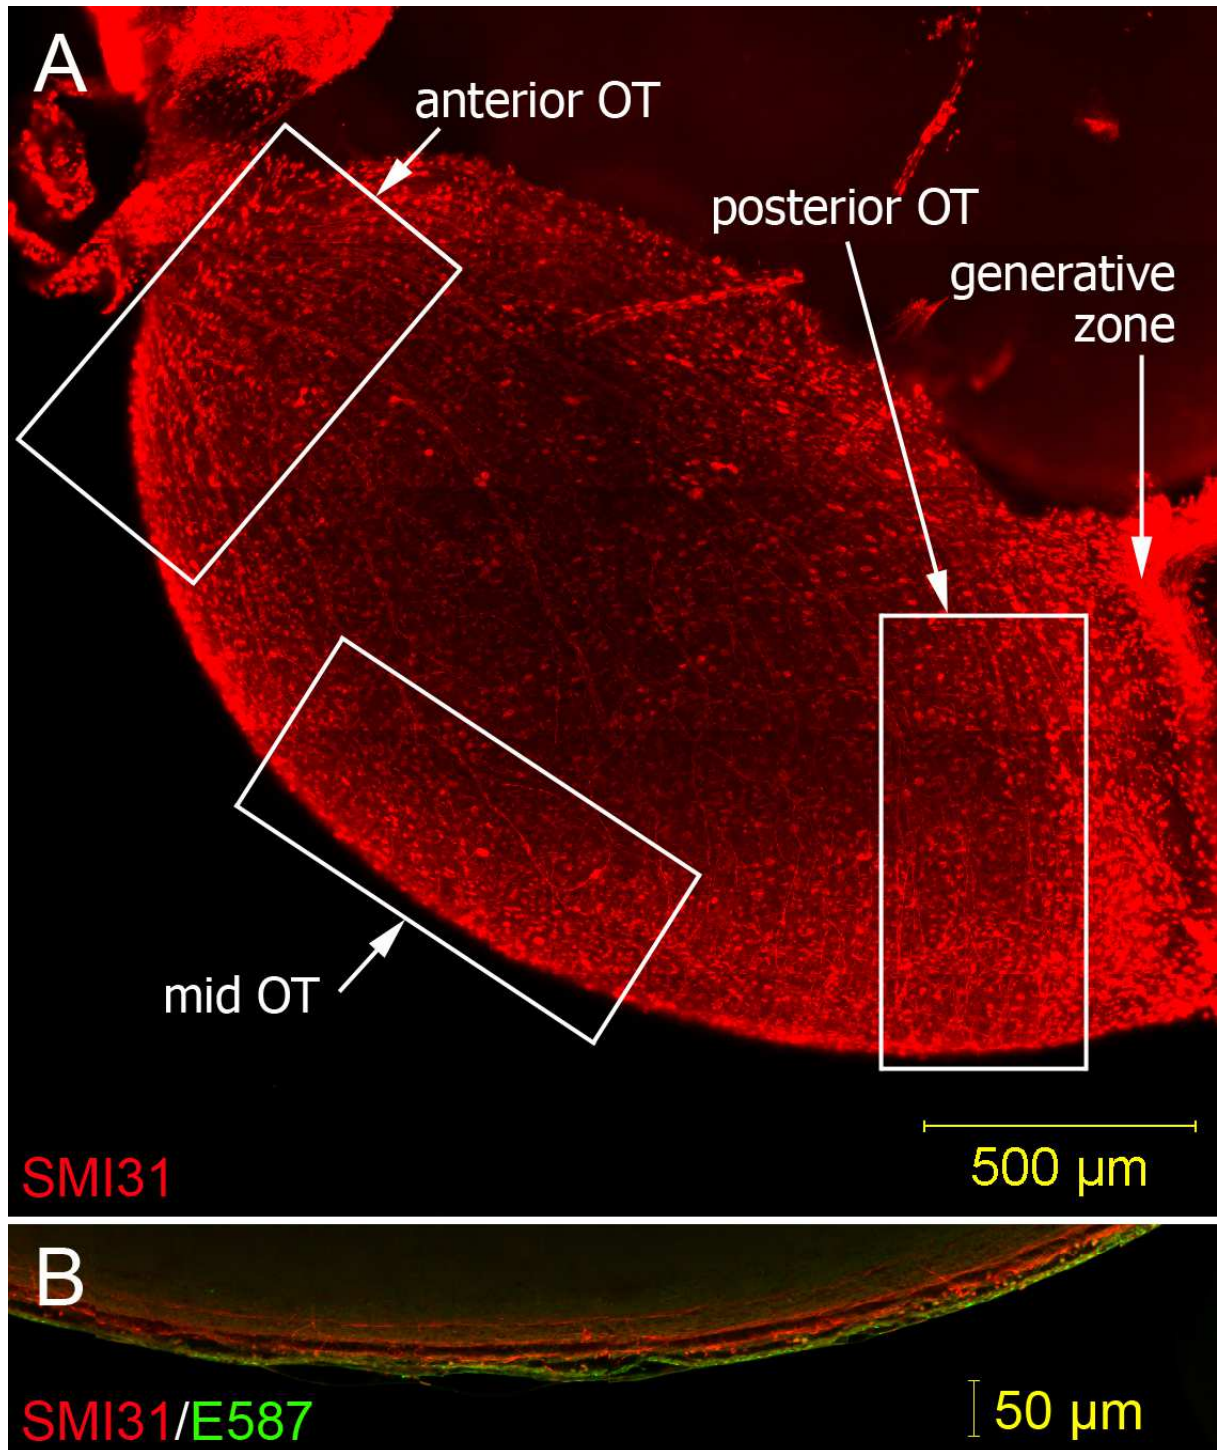 A
anterior OT
posterior OT
generative
zone
mid OT
500 µm
SMI31
B
SMI31/E587
50 µm